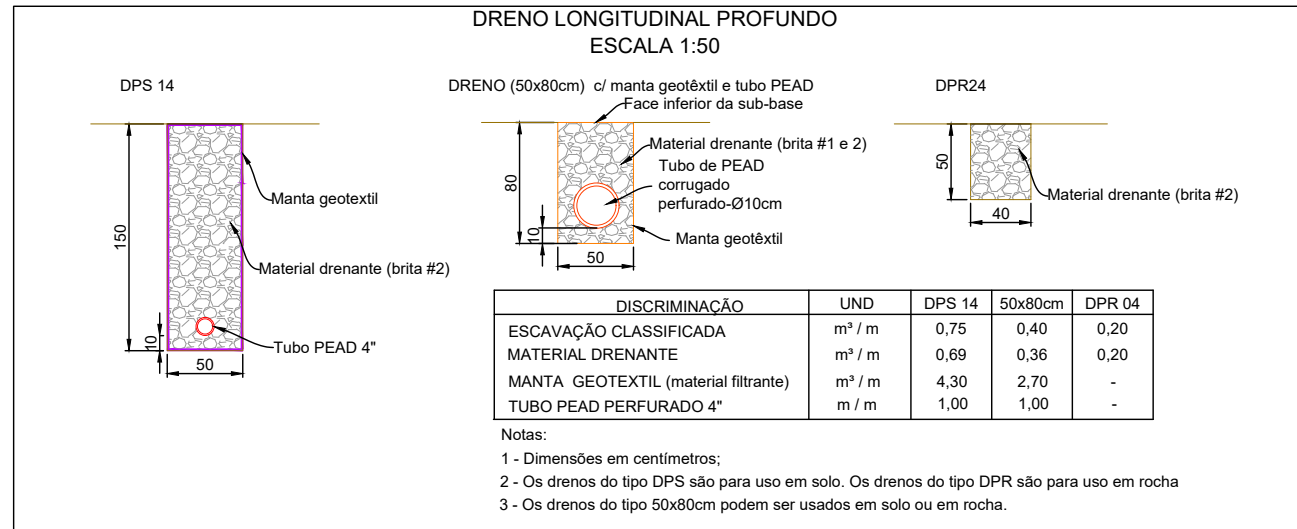 DRENO LONGITUDINAL PROFUNDO
ESCALA 1:50
DPS 14
150
10
50
Manta geotextil
Material drenante (brita #2)
Tubo PEAD 4"
DRENO (50x80cm) c/ manta geotêxtil e tubo PEAD
Face inferior da sub-base
80
10
50
Material drenante (brita #1 e 2)
Tubo de PEAD
corrugado
perfurado-Ø10cm
Manta geotêxtil
DPR24
50
40
Material drenante (brita #2)
DISCRIMINAÇÃO UND DPS 14 50x80cm DPR 04
ESCAVAÇÃO CLASSIFICADA m³ / m 0,75 0,40 0,20
MATERIAL DRENANTE m³ / m 0,69 0,36 0,20
MANTA GEOTEXTIL (material filtrante) m³ / m 4,30 2,70 -
TUBO PEAD PERFURADO 4" m / m 1,00 1,00 -
Notas:
1 - Dimensões em centímetros;
2 - Os drenos do tipo DPS são para uso em solo. Os drenos do tipo DPR são para uso em rocha
3 - Os drenos do tipo 50x80cm podem ser usados em solo ou em rocha.